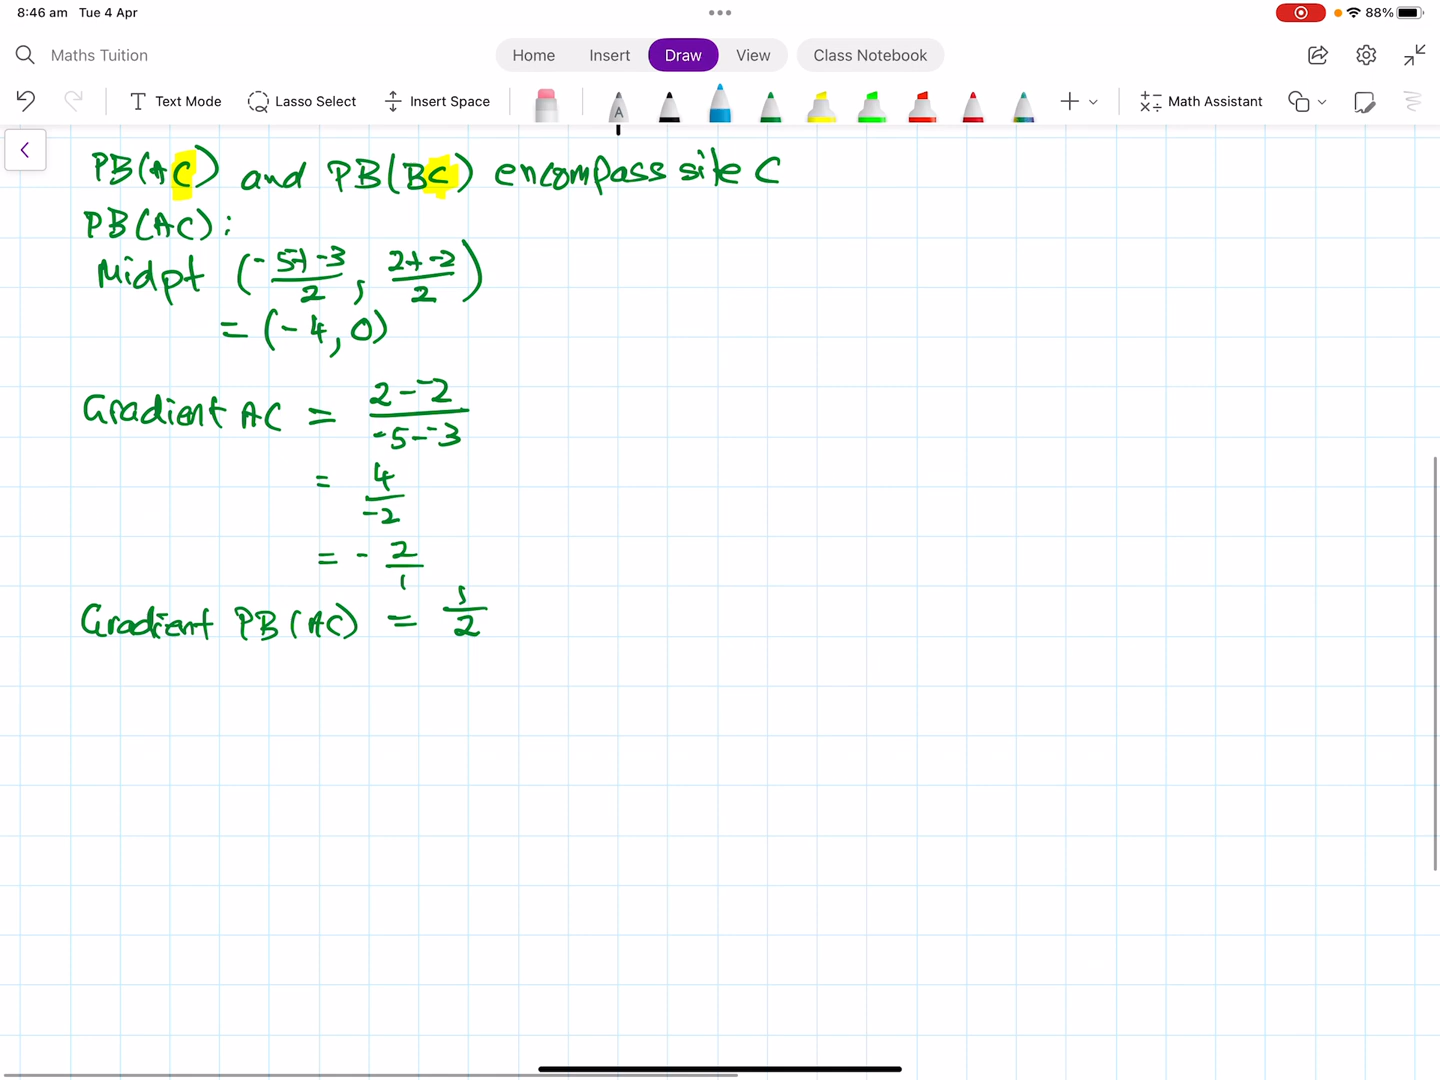 8:46 am Tue 4 Apr
88%
Maths Tuition
Home Insert Draw View Class Notebook
Text Mode Lasso Select Insert Space A Math Assistant
PB(AC) and PB(BC) encompass site C
PB(AC):
Midpt (-5+-3/2, 2+-2/2)
= (-4, 0)
Gradient AC = 2--2/-5--3
= 4/-2
= - 2/1
Gradient PB(AC) = 1/2